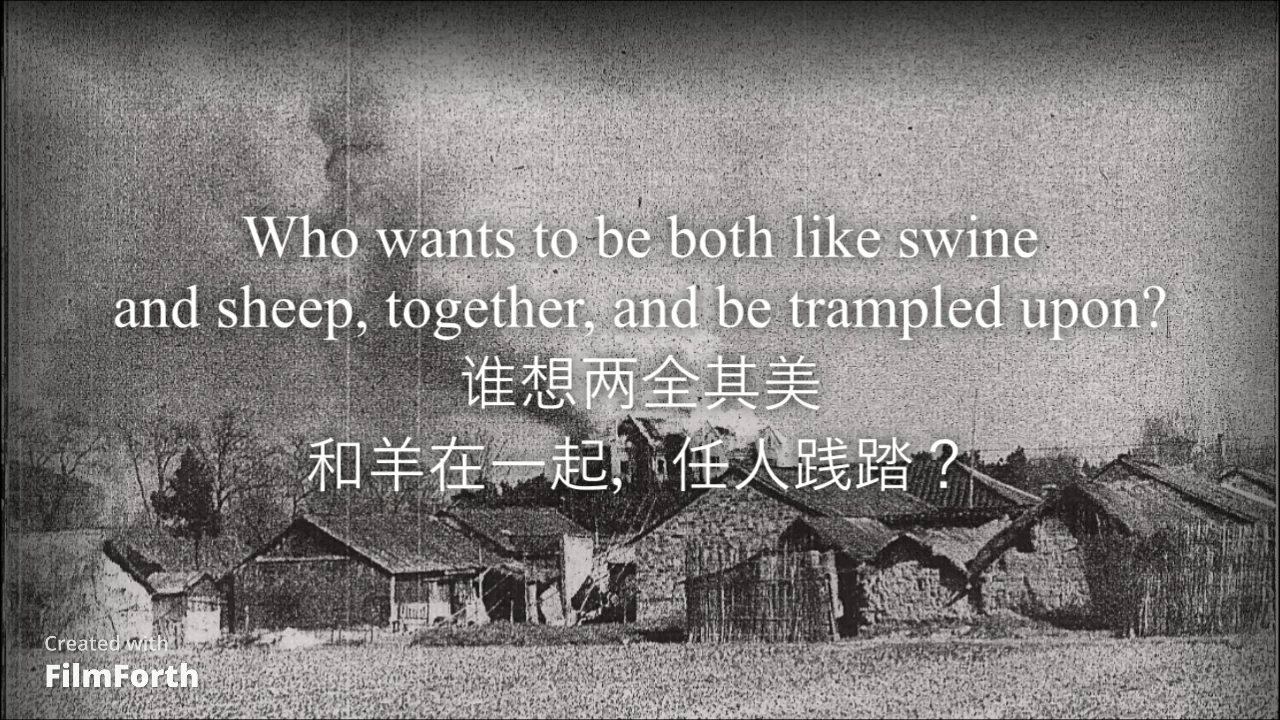 Who wants to be both like swine
and sheep, together, and be trampled upon?
谁想两全其美
和羊在一起，任人践踏？
Created with
FilmForth